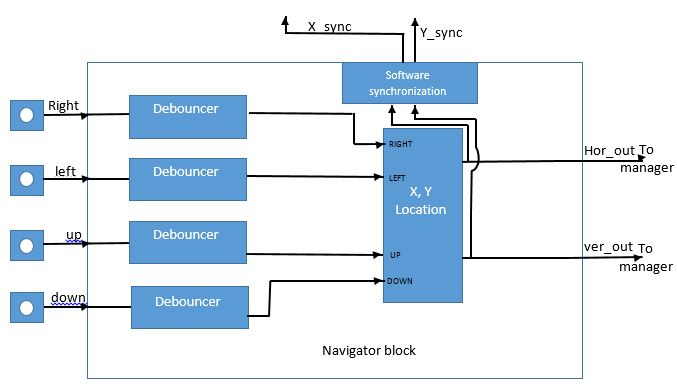 X_sync
Y_sync
Software
synchronization
Right
Debouncer
RIGHT
Hor_out To
manager
left
Debouncer
LEFT
X, Y
Location
up
Debouncer
UP
ver_out To
manager
down
Debouncer
DOWN
Navigator block